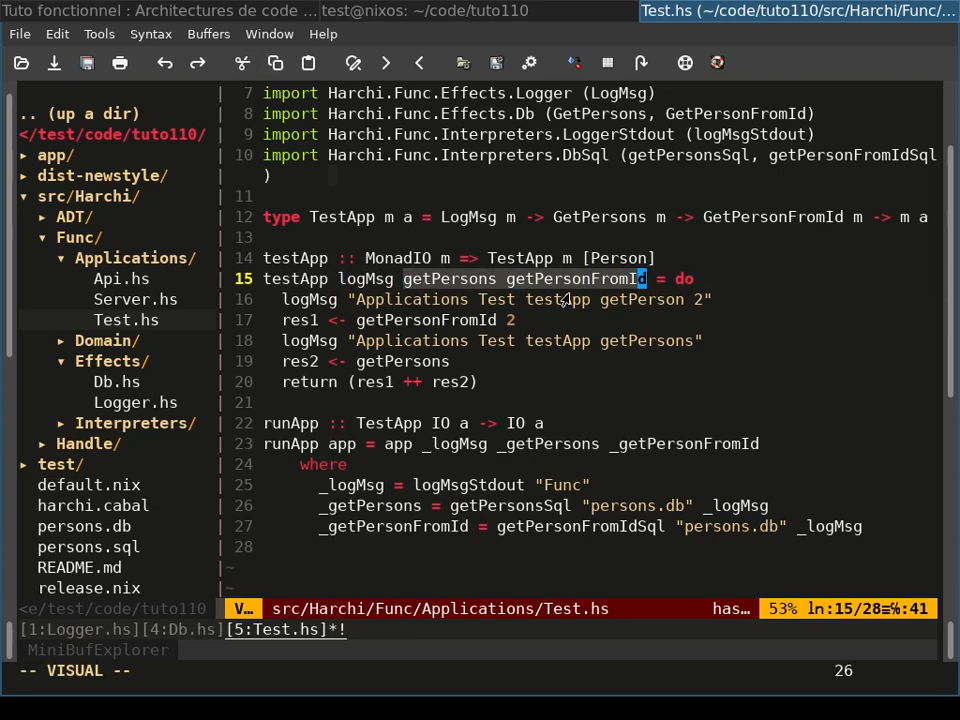 Tuto fonctionnel : Architectures de code ... test@nixos: ~/code/tuto110 Test.hs (~/code/tuto110/src/Harchi/Func/...
File Edit Tools Syntax Buffers Window Help
.. (up a dir)
</test/code/tuto110/
▸ app/
▸ dist-newstyle/
▾ src/Harchi/
▸ ADT/
▾ Func/
▾ Applications/
Api.hs
Server.hs
Test.hs
▸ Domain/
▾ Effects/
Db.hs
Logger.hs
▸ Interpreters/
▸ Handle/
▸ test/
default.nix
harchi.cabal
persons.db
persons.sql
README.md
release.nix
<e/test/code/tuto110
7 import Harchi.Func.Effects.Logger (LogMsg)
8 import Harchi.Func.Effects.Db (GetPersons, GetPersonFromId)
9 import Harchi.Func.Interpreters.LoggerStdout (logMsgStdout)
10 import Harchi.Func.Interpreters.DbSql (getPersonsSql, getPersonFromIdSql
)
11
12 type TestApp m a = LogMsg m -> GetPersons m -> GetPersonFromId m -> m a
13
14 testApp :: MonadIO m => TestApp m [Person]
15 testApp logMsg getPersons getPersonFromId = do
16 logMsg "Applications Test testApp getPerson 2"
17 res1 <- getPersonFromId 2
18 logMsg "Applications Test testApp getPersons"
19 res2 <- getPersons
20 return (res1 ++ res2)
21
22 runApp :: TestApp IO a -> IO a
23 runApp app = app _logMsg _getPersons _getPersonFromId
24 where
25 _logMsg = logMsgStdout "Func"
26 _getPersons = getPersonsSql "persons.db" _logMsg
27 _getPersonFromId = getPersonFromIdSql "persons.db" _logMsg
28
~
~
V… src/Harchi/Func/Applications/Test.hs has… 53% ln:15/28≡℅:41
[1:Logger.hs][4:Db.hs][5:Test.hs]*!
MiniBufExplorer
-- VISUAL -- 26